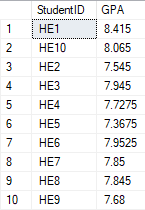 StudentID GPA
1 HE1 8.415
2 HE10 8.065
3 HE2 7.545
4 HE3 7.945
5 HE4 7.7275
6 HE5 7.3675
7 HE6 7.9525
8 HE7 7.85
9 HE8 7.845
10 HE9 7.68